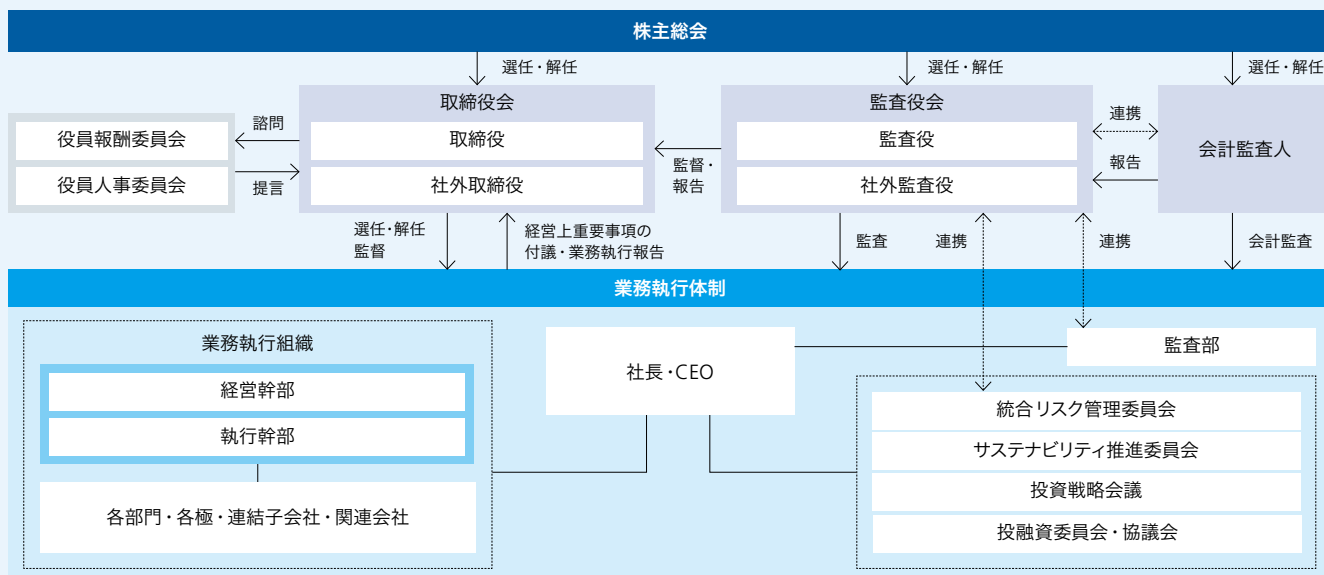 株主総会
選任・解任
選任・解任
選任・解任
役員報酬委員会
役員人事委員会
諮問
提言
取締役会
取締役
社外取締役
監督・
報告
監査役会
監査役
社外監査役
連携
報告
会計監査人
選任・解任
監督
経営上重要事項の
付議・業務執行報告
監査
連携
連携
会計監査
業務執行体制
業務執行組織
経営幹部
執行幹部
各部門・各極・連結子会社・関連会社
社長・CEO
監査部
統合リスク管理委員会
サステナビリティ推進委員会
投資戦略会議
投融資委員会・協議会